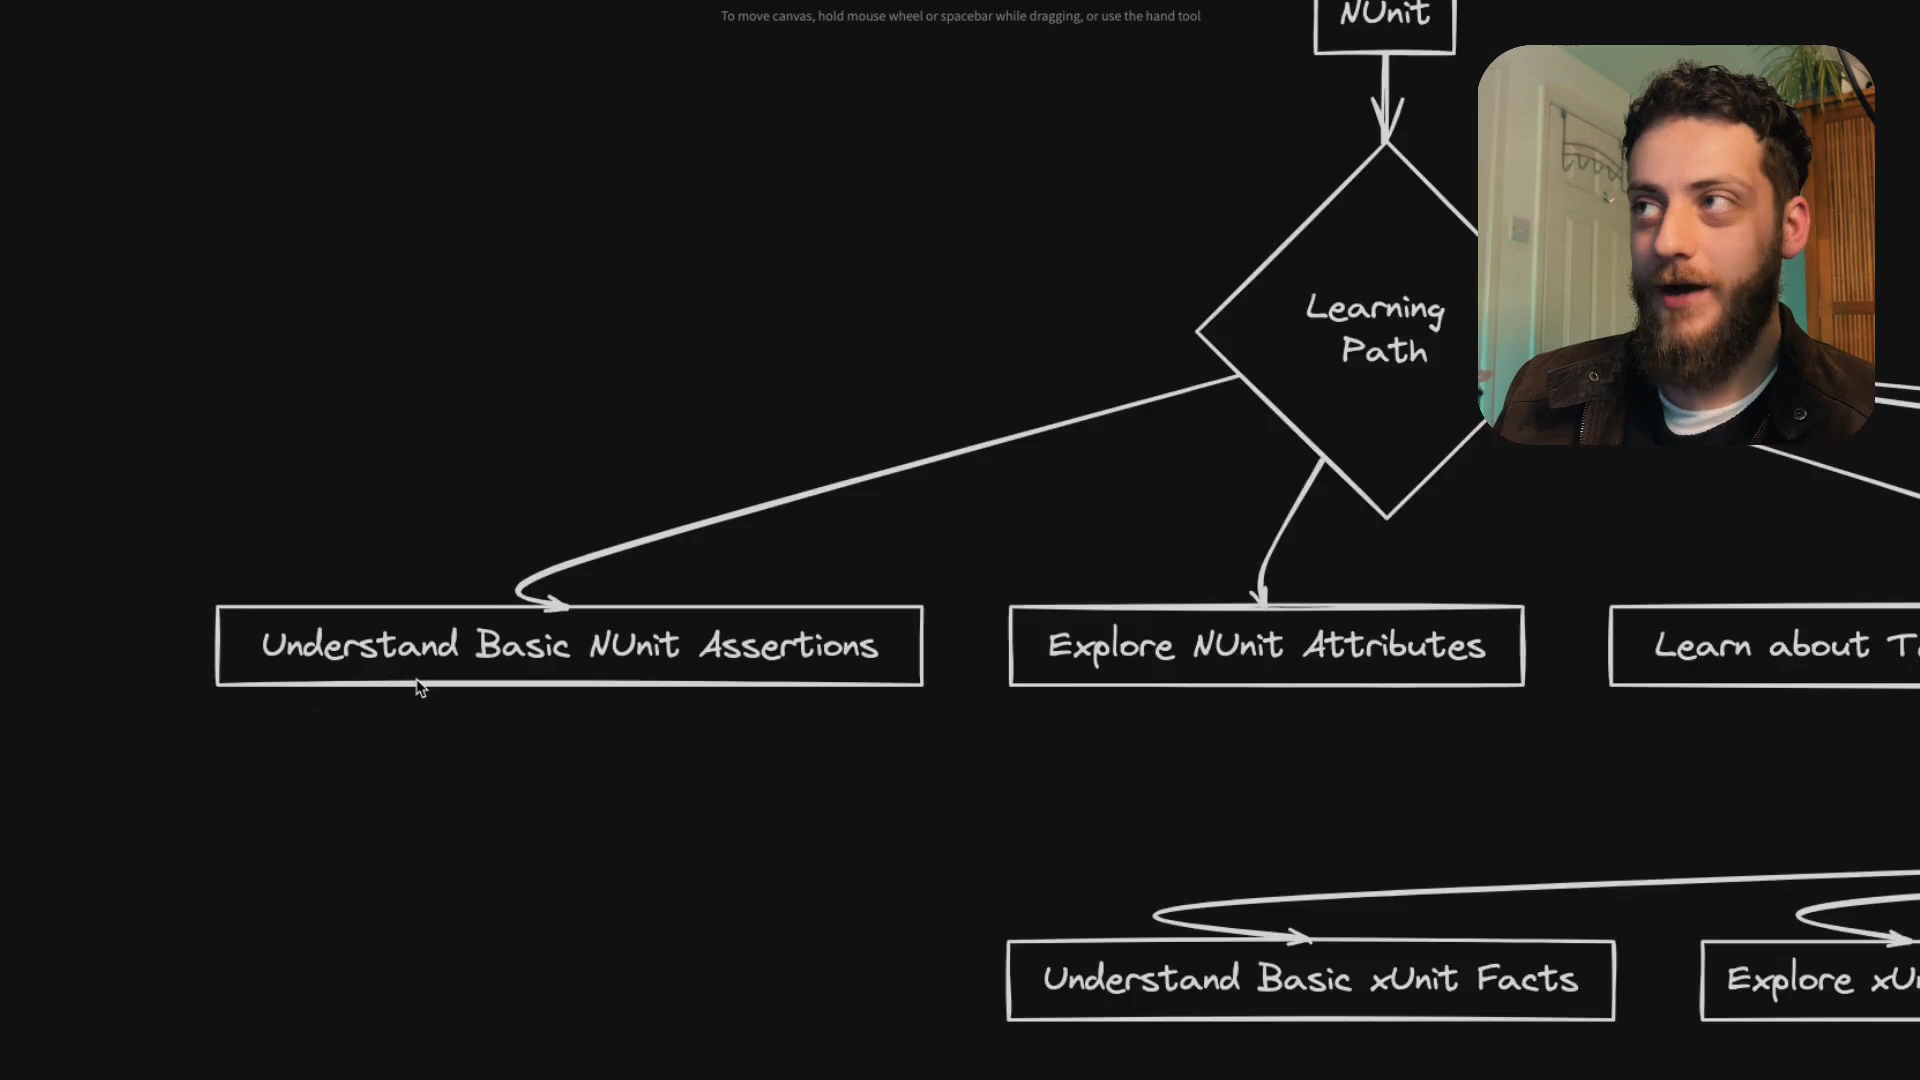 To move canvas, hold mouse wheel or spacebar while dragging, or use the hand tool
NUnit
Learning
Path
Understand Basic NUnit Assertions
Explore NUnit Attributes
Learn about
Understand Basic xUnit Facts
Explore